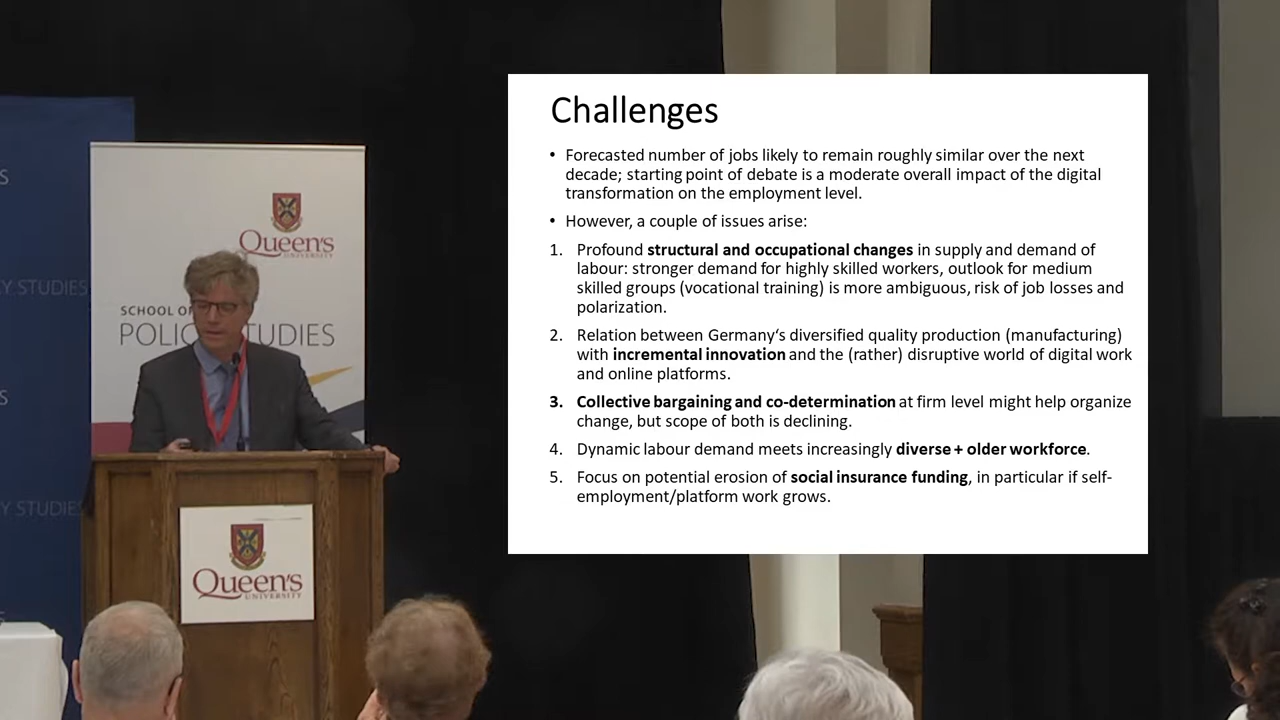 Challenges
• Forecasted number of jobs likely to remain roughly similar over the next
decade; starting point of debate is a moderate overall impact of the digital
transformation on the employment level.
• However, a couple of issues arise:
1. Profound structural and occupational changes in supply and demand of
labour: stronger demand for highly skilled workers, outlook for medium
skilled groups (vocational training) is more ambiguous, risk of job losses and
polarization.
2. Relation between Germany‘s diversified quality production (manufacturing)
with incremental innovation and the (rather) disruptive world of digital work
and online platforms.
3. Collective bargaining and co-determination at firm level might help organize
change, but scope of both is declining.
4. Dynamic labour demand meets increasingly diverse + older workforce.
5. Focus on potential erosion of social insurance funding, in particular if self-
employment/platform work grows.
Queen's
UNIVERSITY
SCHOOL
POLIC TUDIES
Y STUDIES
Y STUDIES
Queen's
UNIVERSITY